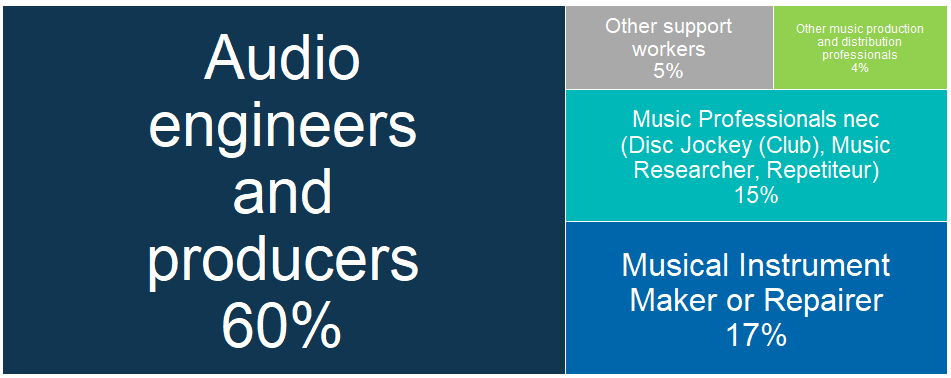 Audio
engineers
and
producers
60%
Other support
workers
5%
Other music production
and distribution
professionals
4%
Music Professionals nec
(Disc Jockey (Club), Music
Researcher, Repetiteur)
15%
Musical Instrument
Maker or Repairer
17%